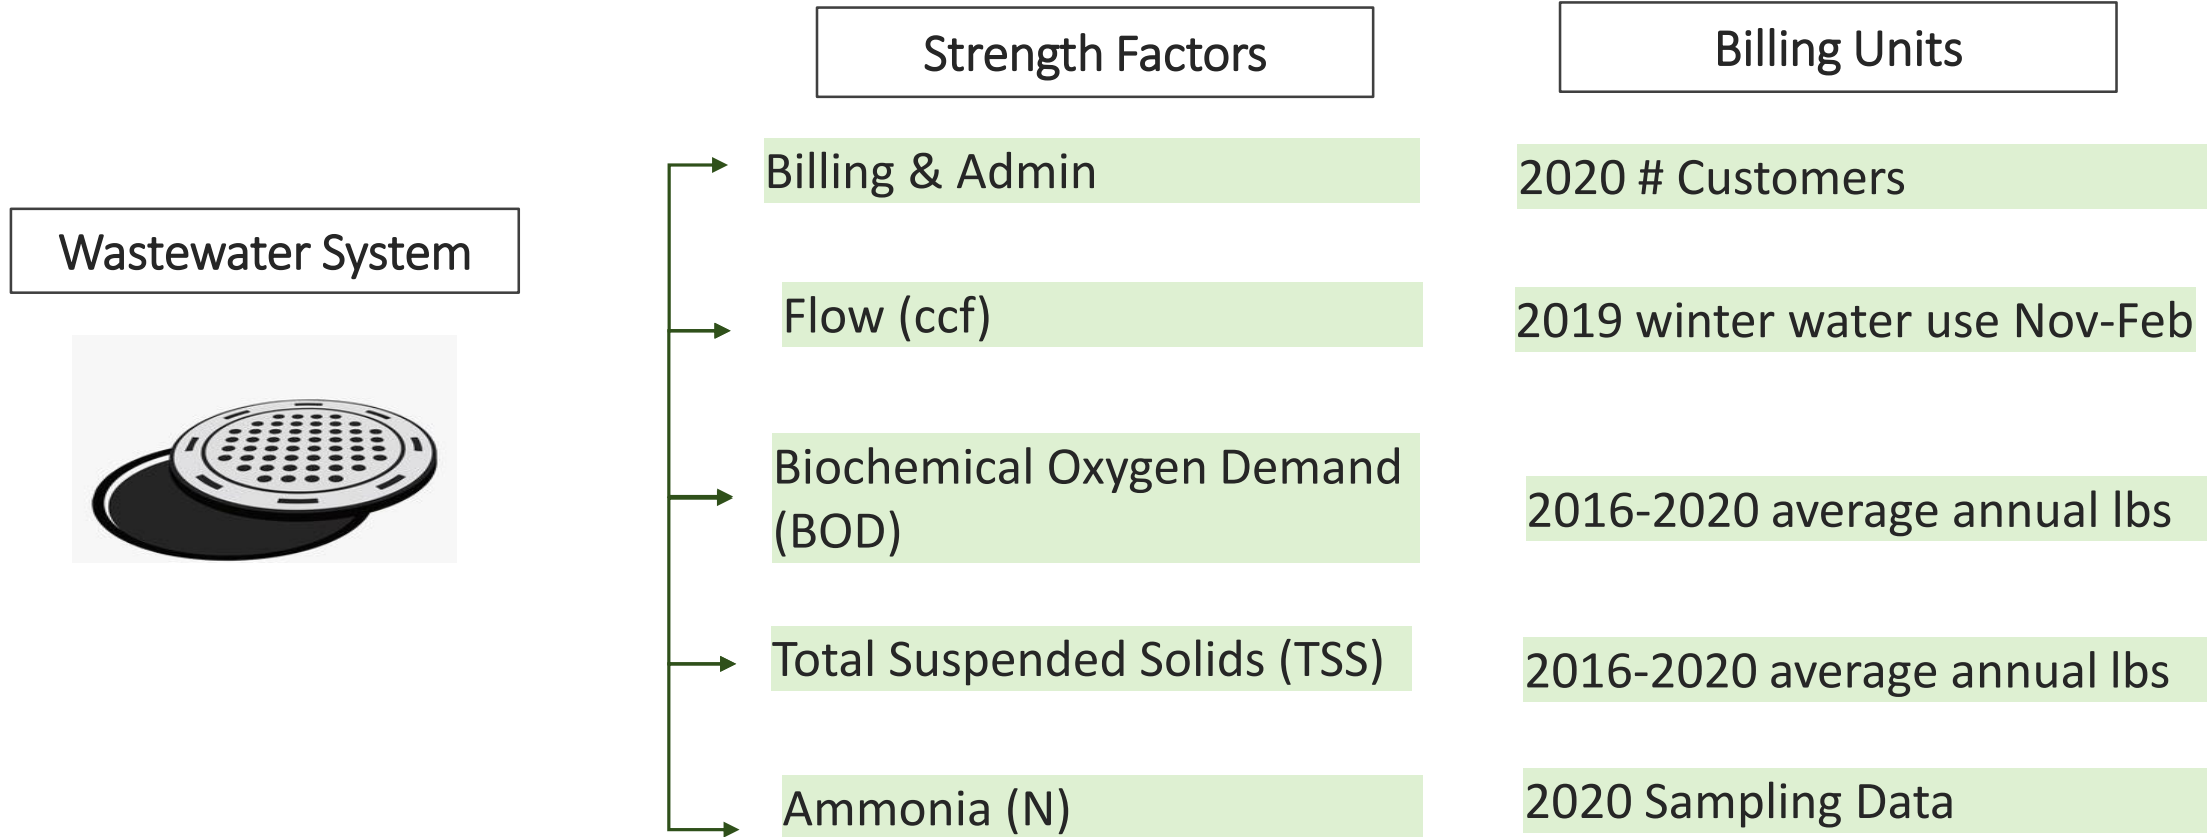 Strength Factors
Billing Units
Wastewater System
Billing & Admin
2020 # Customers
Flow (ccf)
2019 winter water use Nov-Feb
Biochemical Oxygen Demand
(BOD)
2016-2020 average annual lbs
Total Suspended Solids (TSS)
2016-2020 average annual lbs
Ammonia (N)
2020 Sampling Data